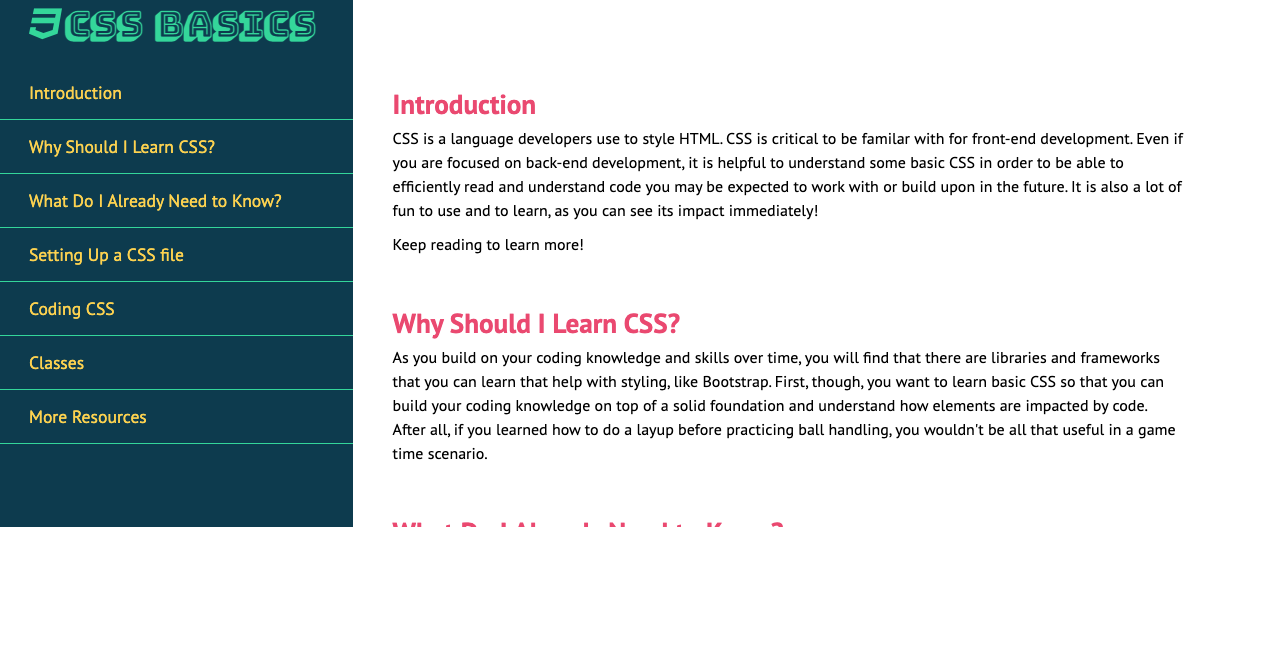 CSS BASICS
Introduction
Why Should I Learn CSS?
What Do I Already Need to Know?
Setting Up a CSS file
Coding CSS
Classes
More Resources
Introduction
CSS is a language developers use to style HTML. CSS is critical to be familar with for front-end development. Even if
you are focused on back-end development, it is helpful to understand some basic CSS in order to be able to
efficiently read and understand code you may be expected to work with or build upon in the future. It is also a lot of
fun to use and to learn, as you can see its impact immediately!
Keep reading to learn more!
Why Should I Learn CSS?
As you build on your coding knowledge and skills over time, you will find that there are libraries and frameworks
that you can learn that help with styling, like Bootstrap. First, though, you want to learn basic CSS so that you can
build your coding knowledge on top of a solid foundation and understand how elements are impacted by code.
After all, if you learned how to do a layup before practicing ball handling, you wouldn't be all that useful in a game
time scenario.
What Do I Already Need to Know?